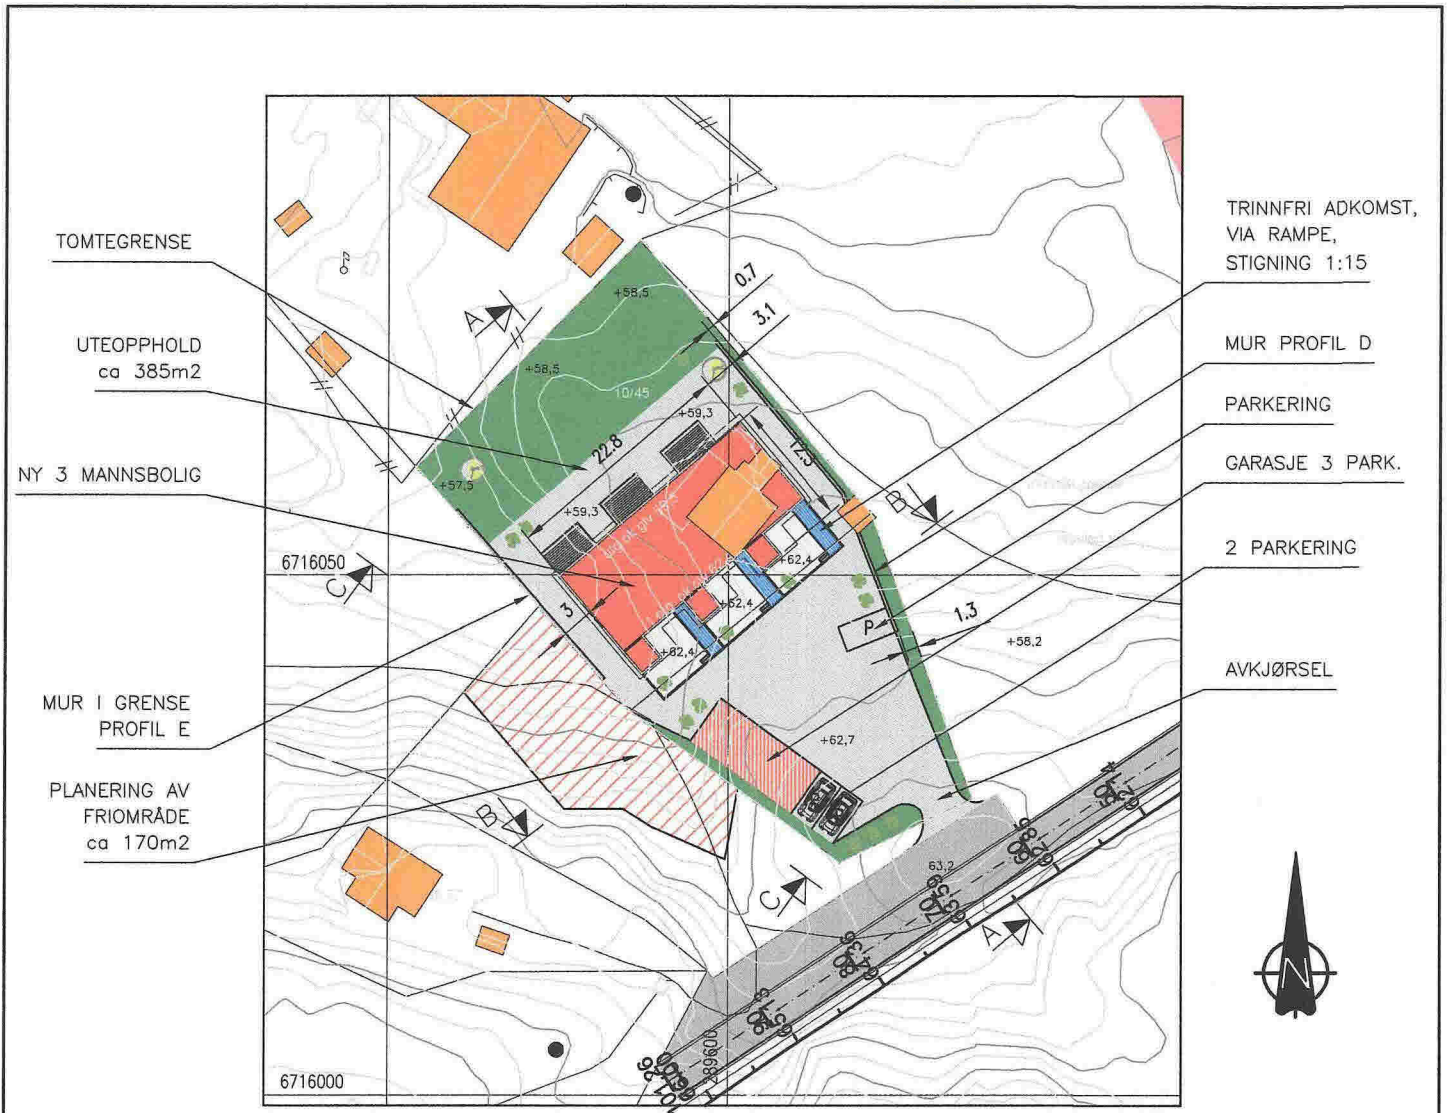 TOMTEGRENSE
UTEOPPHOLD
ca 385m2
NY 3 MANNSBOLIG
MUR I GRENSE
PROFIL E
PLANERING AV
FRIOMRÅDE
ca 170m2
TRINNFRI ADKOMST,
VIA RAMPE,
STIGNING 1:15
MUR PROFIL D
PARKERING
GARASJE 3 PARK.
2 PARKERING
AVKJØRSEL
+58,5
0.7
3.1
A
+58,5
10/45
+59,3
22.8
12.3
+57,5
+59,3
B
6716050
C
+62,4
+62,4
+62,4
3
P
1.3
+58,2
+62,7
B
C
63,2
A
N
289600
6716000